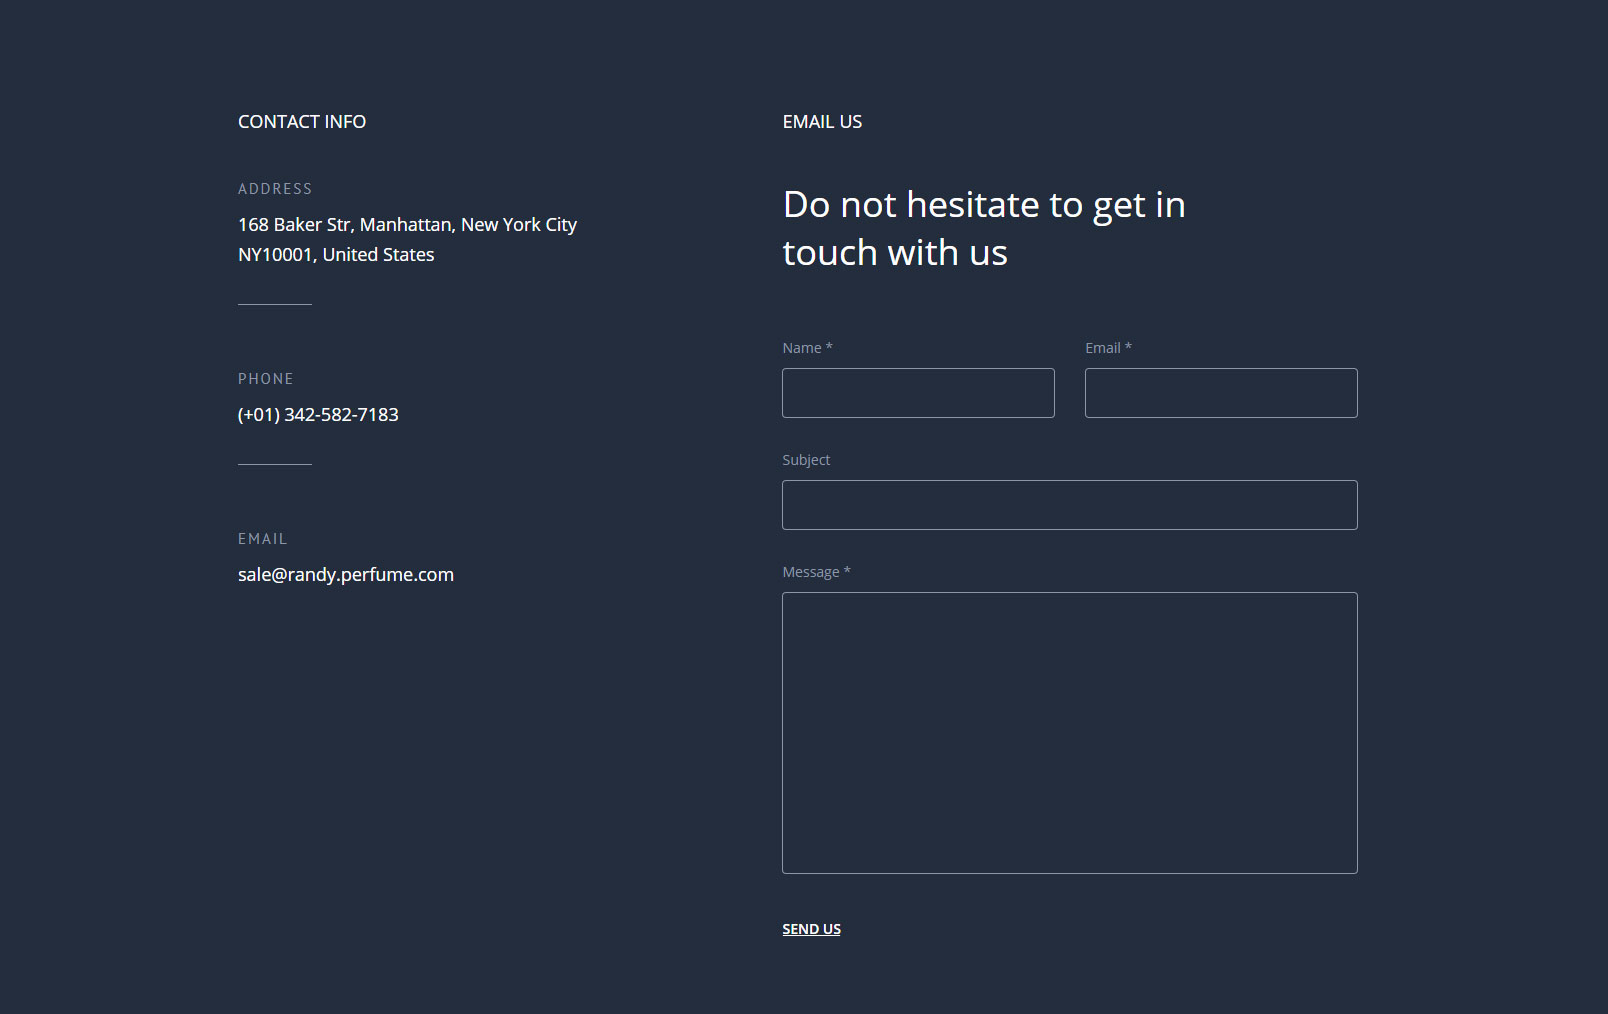 CONTACT INFO
ADDRESS
168 Baker Str, Manhattan, New York City
NY10001, United States
PHONE
(+01) 342-582-7183
EMAIL
sale@randy.perfume.com
EMAIL US
Do not hesitate to get in
touch with us
Name *
Email *
Subject
Message *
SEND US